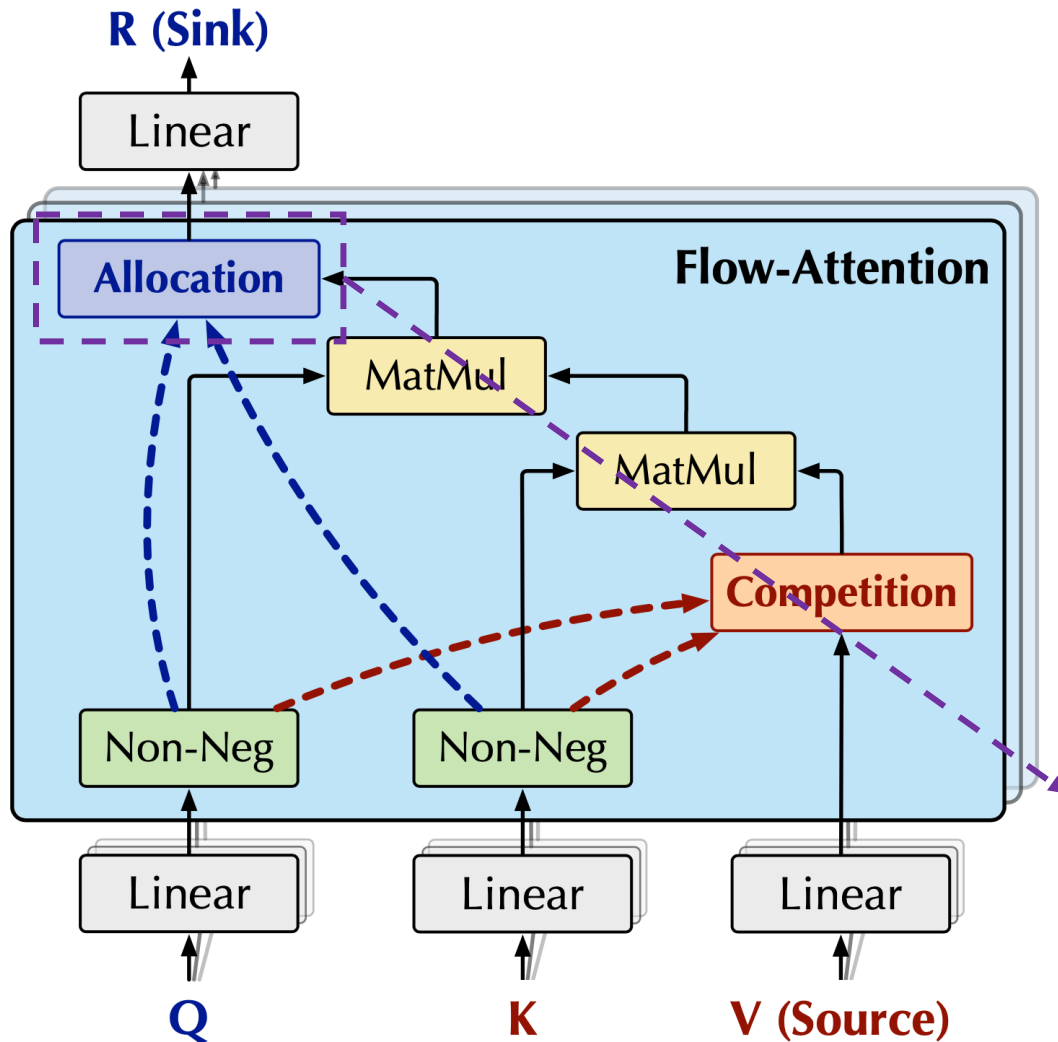 R (Sink)
Linear
Allocation
Flow-Attention
MatMul
MatMul
Competition
Non-Neg
Non-Neg
Linear
Linear
Linear
Q
K
V (Source)